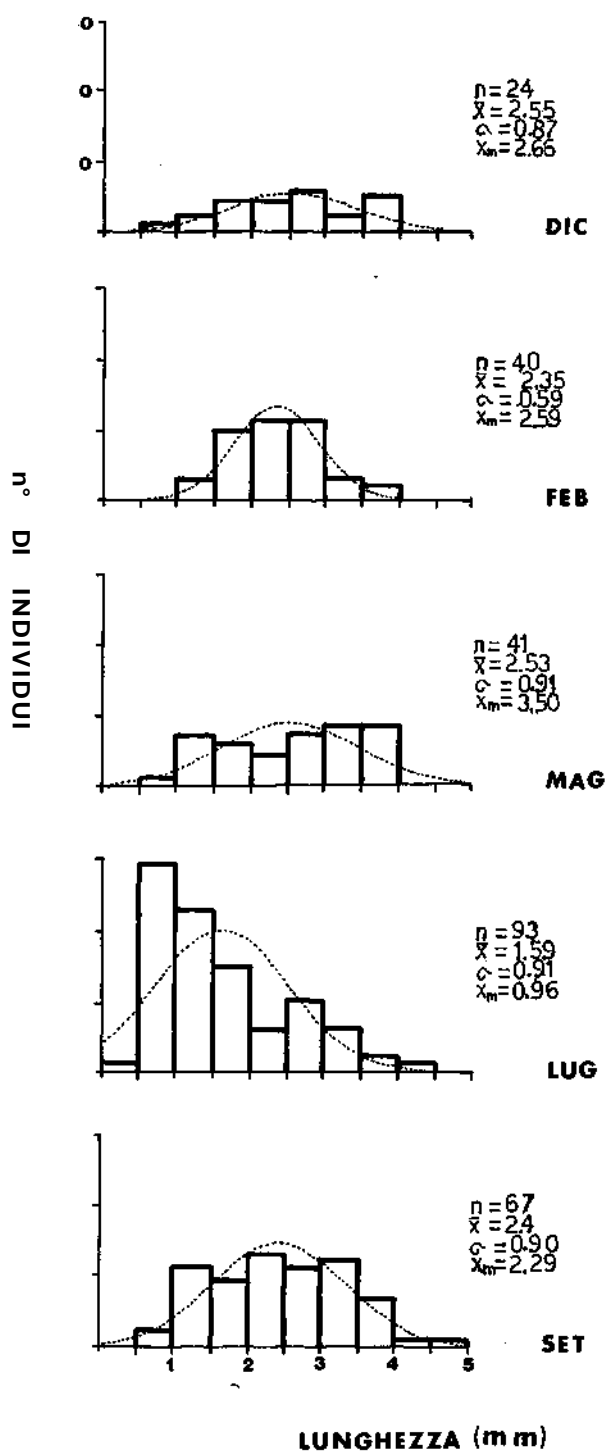 o
o
o
n=24
x̄=2.55
σ=0.87
xm=2.66
DIC
n=40
x̄=2.35
σ=0.59
xm=2.59
FEB
n° DI INDIVIDUI
n=41
x̄=2.53
σ=0.91
xm=3.50
MAG
n=93
x̄=1.59
σ=0.91
xm=0.96
LUG
n=67
x̄=2.4
σ=0.90
xm=2.29
SET
1 2 3 4 5
LUNGHEZZA (mm)